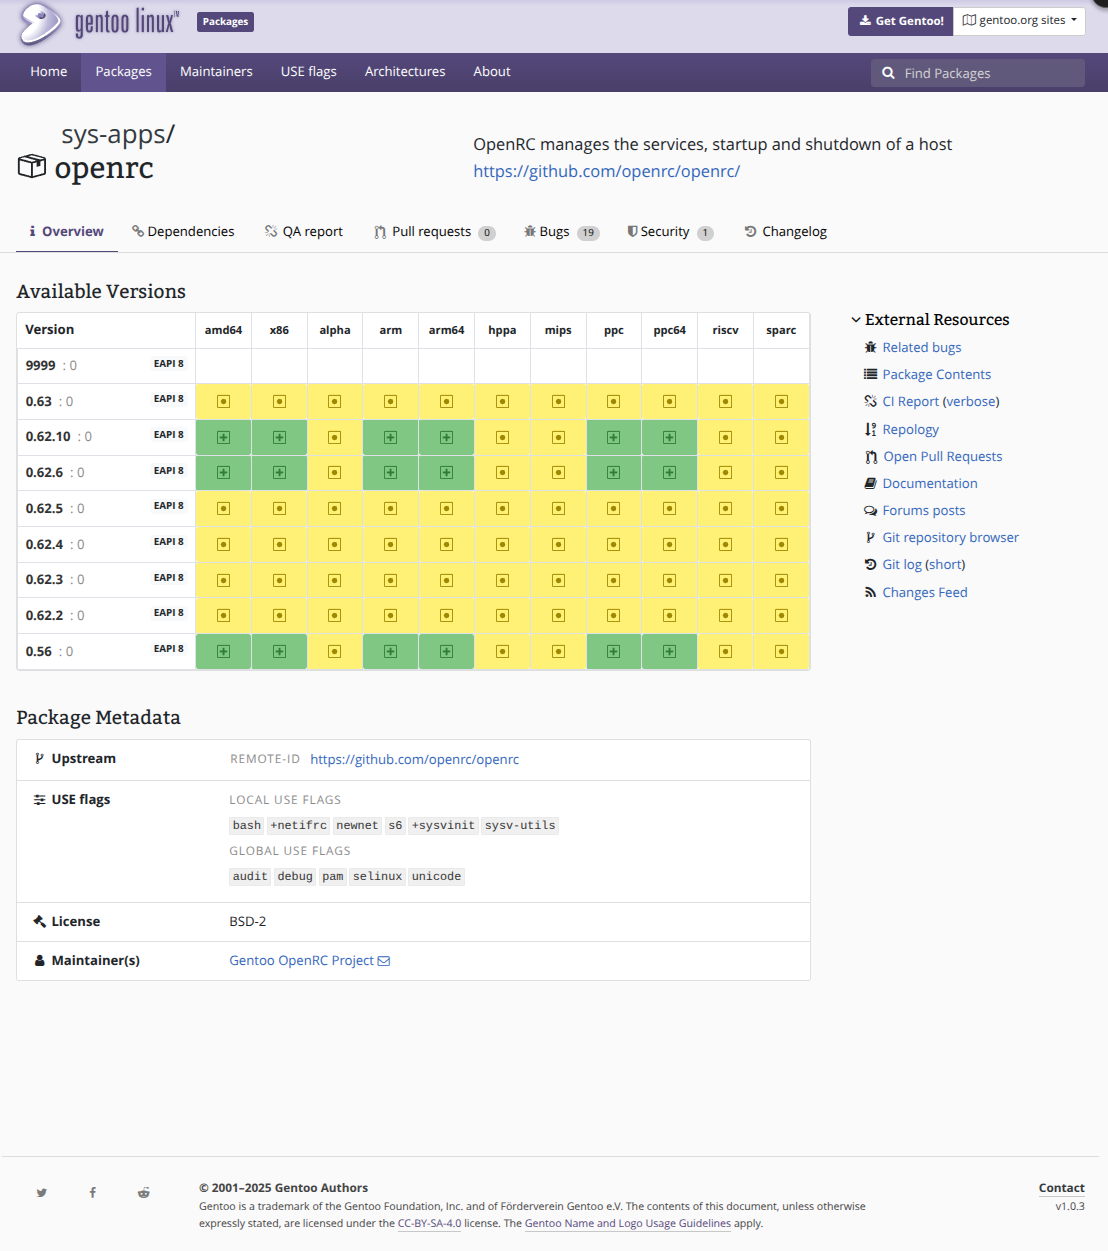 gentoo linux™ Packages Get Gentoo! gentoo.org sites
Home Packages Maintainers USE flags Architectures About Find Packages
sys-apps/
openrc
OpenRC manages the services, startup and shutdown of a host
https://github.com/openrc/openrc/
Overview Dependencies QA report Pull requests 0 Bugs 19 Security 1 Changelog
Available Versions
Version amd64 x86 alpha arm arm64 hppa mips ppc ppc64 riscv sparc
9999 : 0 EAPI 8
0.63 : 0 EAPI 8
0.62.10 : 0 EAPI 8
0.62.6 : 0 EAPI 8
0.62.5 : 0 EAPI 8
0.62.4 : 0 EAPI 8
0.62.3 : 0 EAPI 8
0.62.2 : 0 EAPI 8
0.56 : 0 EAPI 8
External Resources
Related bugs
Package Contents
CI Report (verbose)
Repology
Open Pull Requests
Documentation
Forums posts
Git repository browser
Git log (short)
Changes Feed
Package Metadata
Upstream REMOTE-ID https://github.com/openrc/openrc
USE flags LOCAL USE FLAGS
bash +netifrc newnet s6 +sysvinit sysv-utils
GLOBAL USE FLAGS
audit debug pam selinux unicode
License BSD-2
Maintainer(s) Gentoo OpenRC Project
© 2001–2025 Gentoo Authors
Gentoo is a trademark of the Gentoo Foundation, Inc. and of Förderverein Gentoo e.V. The contents of this document, unless otherwise
expressly stated, are licensed under the CC-BY-SA-4.0 license. The Gentoo Name and Logo Usage Guidelines apply.
Contact
v1.0.3